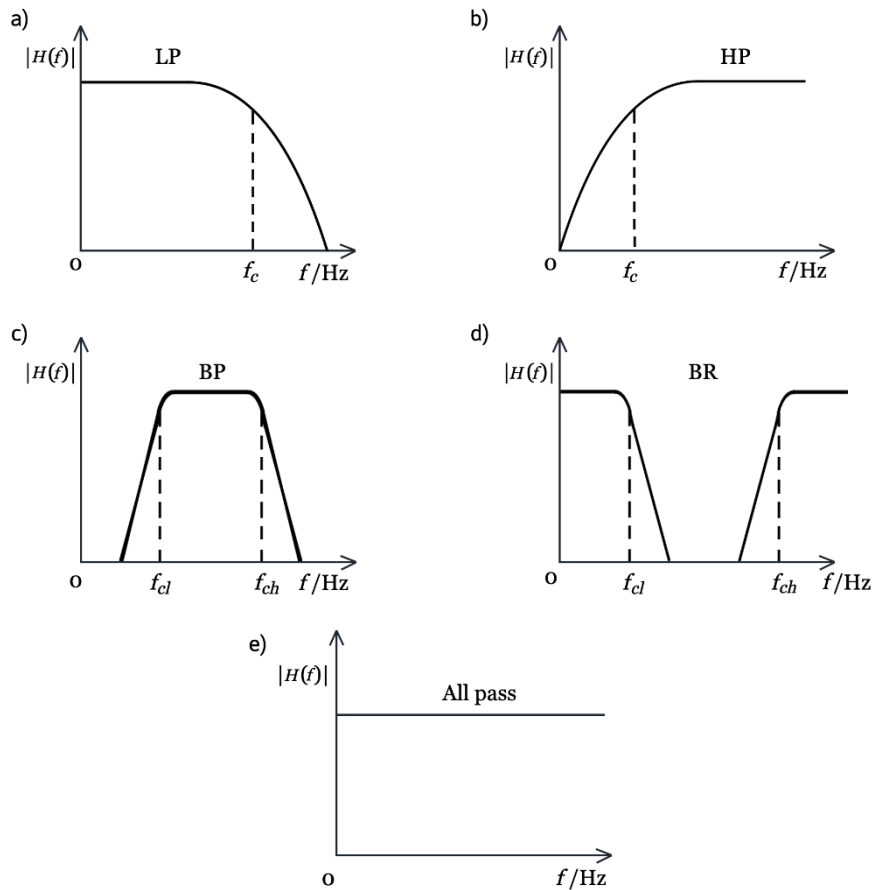 a)
|H(f)|
LP
o
f_c
f/Hz
b)
|H(f)|
HP
o
f_c
f/Hz
c)
|H(f)|
BP
o
f_cl
f_ch
f/Hz
d)
|H(f)|
BR
o
f_cl
f_ch
f/Hz
e)
|H(f)|
All pass
o
f/Hz